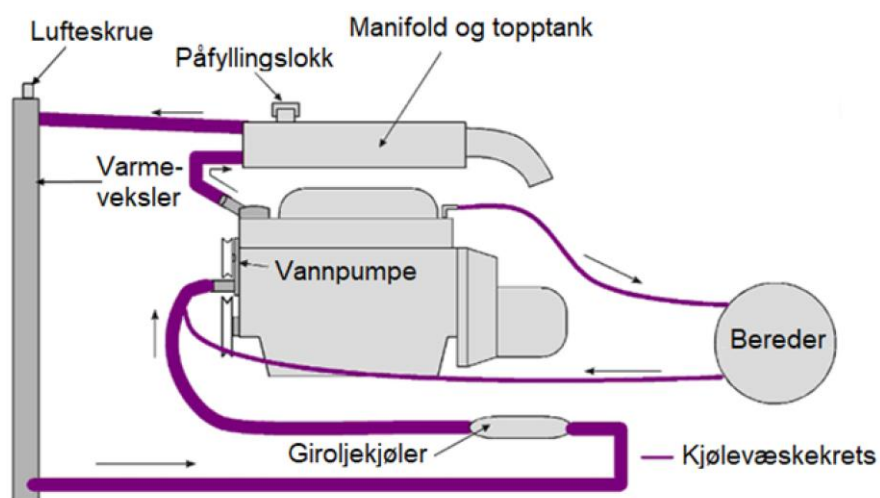 Lufteskrue
Påfyllingslokk
Manifold og topptank
Varme-
veksler
Vannpumpe
Bereder
Giroljekjøler
Kjølevæskekrets